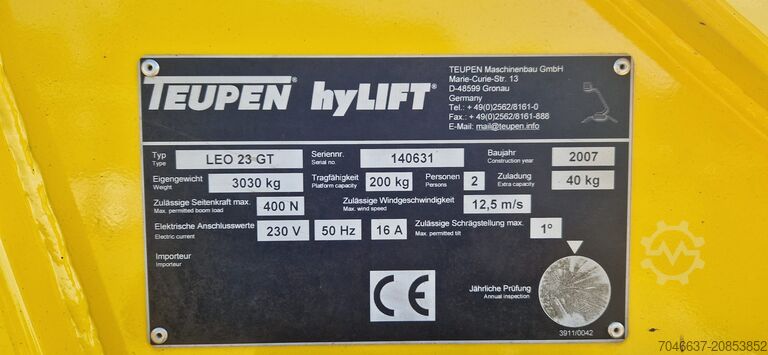 TEUPEN® hyLIFT®
TEUPEN Maschinenbau GmbH
Marie-Curie-Str. 13
D-48599 Gronau
Germany
Tel.: +49(0)2562/8161-0
Fax.: +49(0)2562/8161-888
E-Mail: mail@teupen.info
Typ LEO 23 GT Seriennr. 140631 Baujahr 2007
Type Serial no. Construction year
Eigengewicht 3030 kg Tragfähigkeit 200 kg Personen 2 Zuladung 40 kg
Weight Platform capacity Persons Extra capacity
Zulässige Seitenkraft max. 400 N Zulässige Windgeschwindigkeit 12,5 m/s
Max. permitted boom load Max. wind speed
Elektrische Anschlusswerte 230 V 50 Hz 16 A Zulässige Schrägstellung max. 1°
Electric current Max. permitted tilt
Importeur
Importeur
CE
Jährliche Prüfung
Annual inspection
3911/0042
7046637-20853852